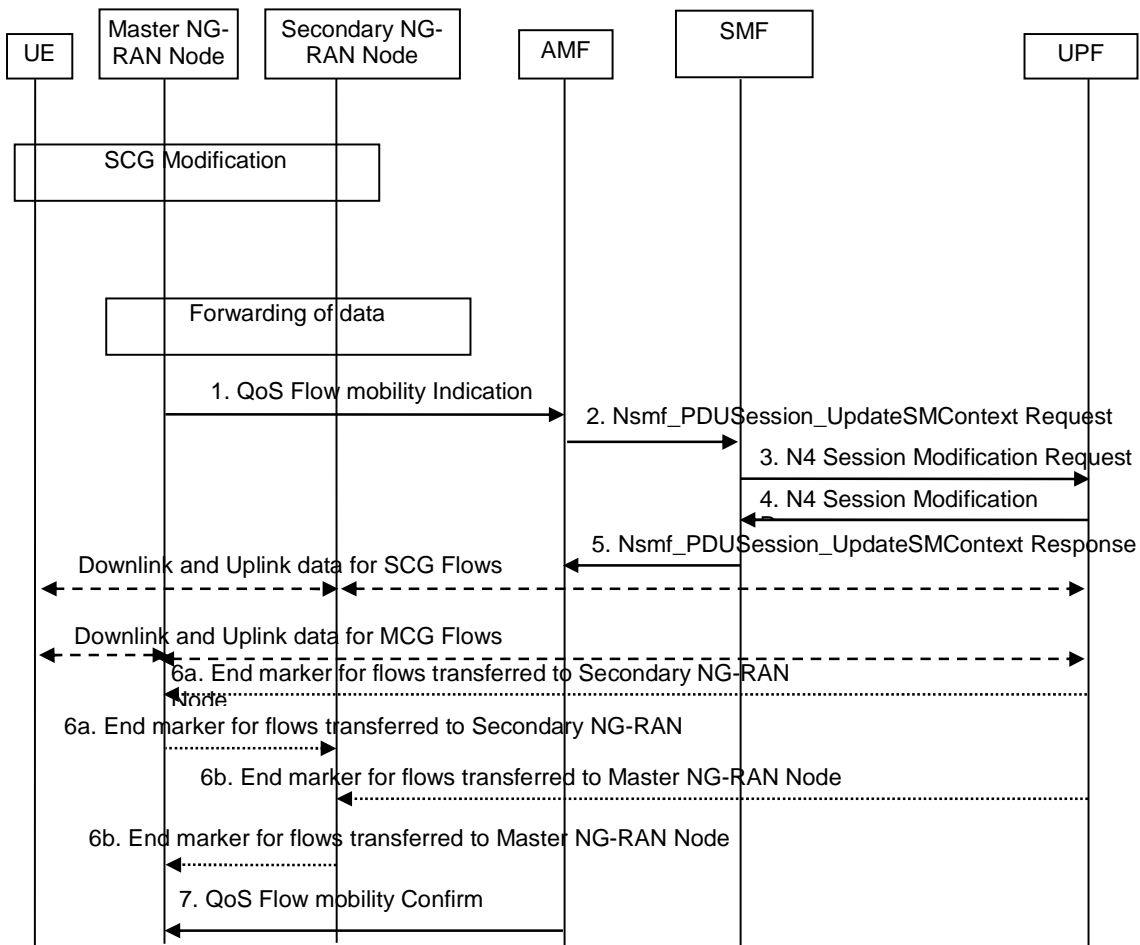 UE
Master NG-
RAN Node
Secondary NG-
RAN Node
AMF
SMF
UPF
SCG Modification
Forwarding of data
1. QoS Flow mobility Indication
2. Nsmf_PDUSession_UpdateSMContext Request
3. N4 Session Modification Request
4. N4 Session Modification
5. Nsmf_PDUSession_UpdateSMContext Response
Downlink and Uplink data for SCG Flows
Downlink and Uplink data for MCG Flows
6a. End marker for flows transferred to Secondary NG-RAN
Node
6a. End marker for flows transferred to Secondary NG-RAN
6b. End marker for flows transferred to Master NG-RAN Node
6b. End marker for flows transferred to Master NG-RAN Node
7. QoS Flow mobility Confirm